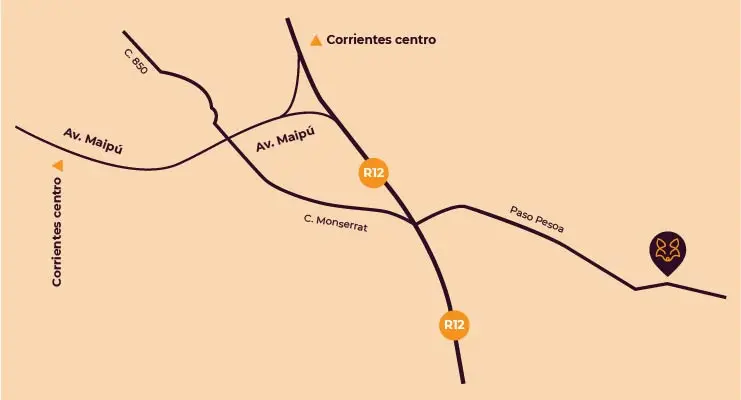 Corrientes centro
C. 850
Av. Maipú
Av. Maipú
R12
Corrientes centro
C. Monserrat
Paso Pesoa
R12